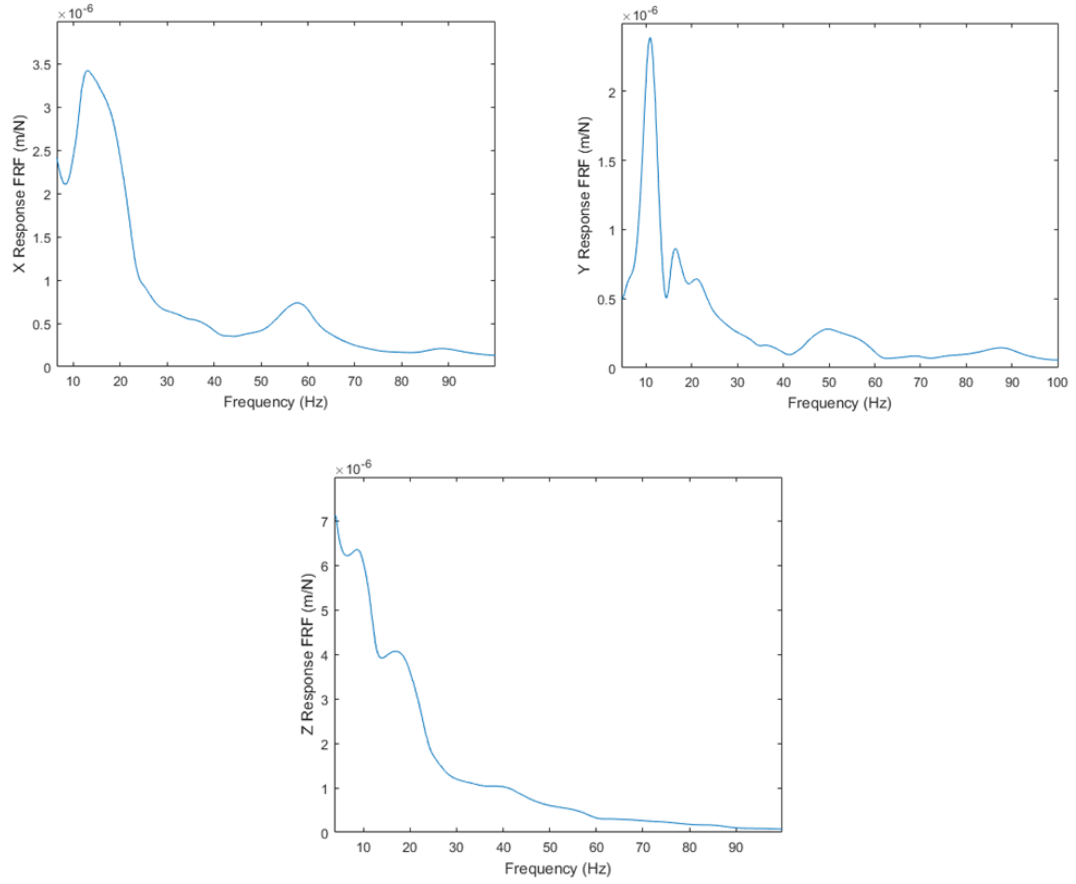 ×10-6
3.5
3
2.5
2
1.5
1
0.5
0
10 20 30 40 50 60 70 80 90
Frequency (Hz)
X Response FRF (m/N)
×10-6
2
1.5
1
0.5
0
10 20 30 40 50 60 70 80 90 100
Frequency (Hz)
Y Response FRF (m/N)
×10-6
7
6
5
4
3
2
1
0
10 20 30 40 50 60 70 80 90
Frequency (Hz)
Z Response FRF (m/N)